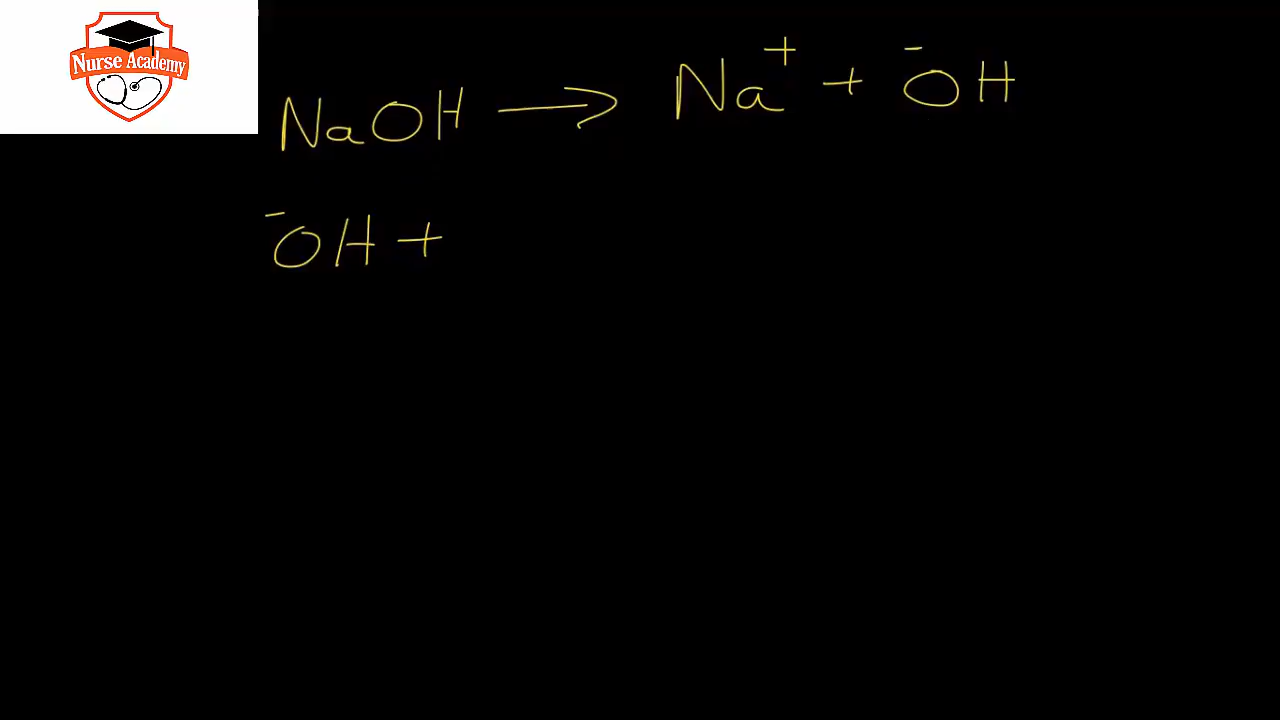 Nurse Academy
NaOH → Na⁺ + ⁻OH
⁻OH +